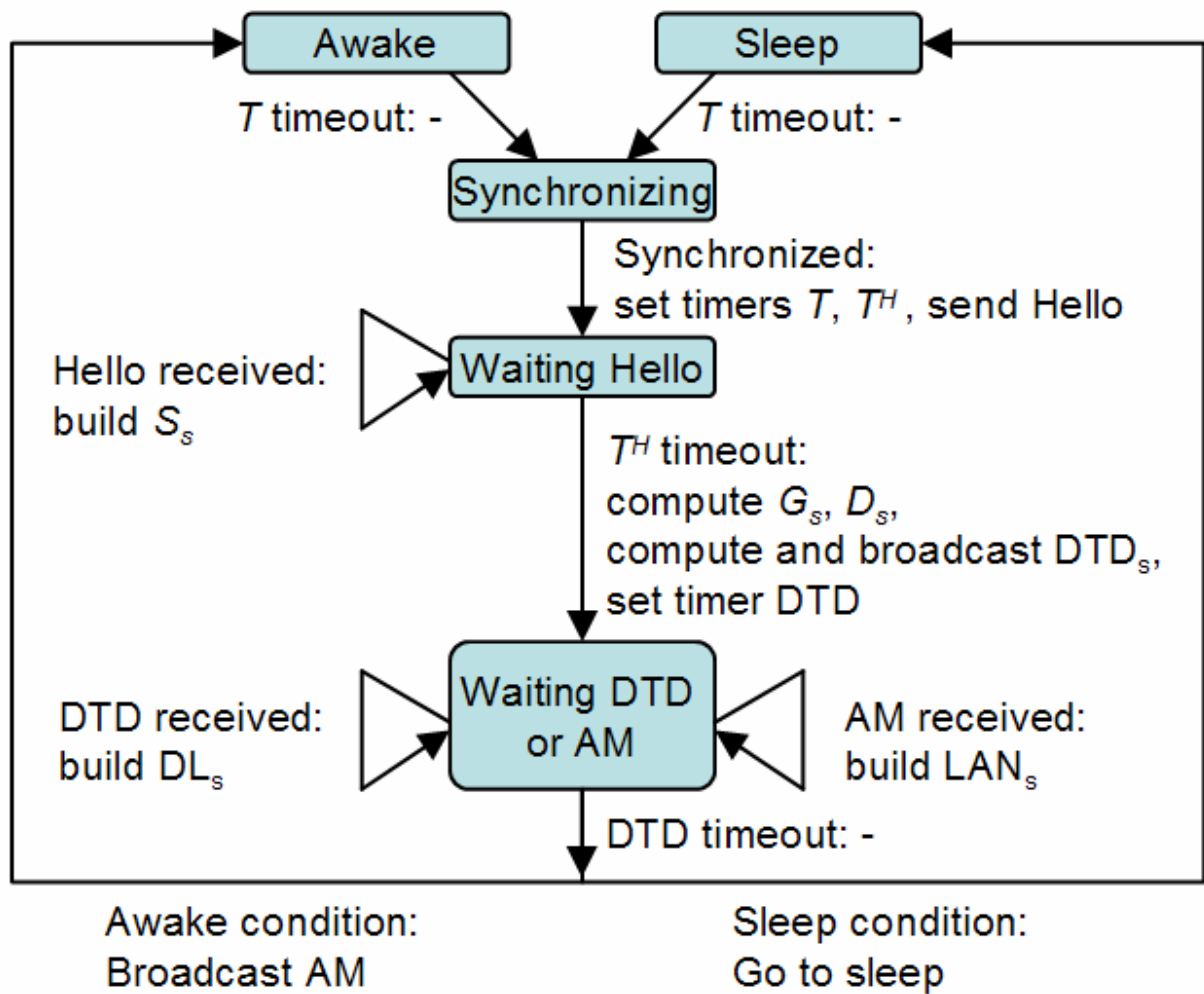 Awake
Sleep
T timeout: -
T timeout: -
Synchronizing
Synchronized:
set timers T, Tᴴ, send Hello
Waiting Hello
Hello received:
build Sₛ
Tᴴ timeout:
compute Gₛ, Dₛ,
compute and broadcast DTDₛ,
set timer DTD
Waiting DTD
or AM
DTD received:
build DLₛ
AM received:
build LANₛ
DTD timeout: -
Awake condition:
Broadcast AM
Sleep condition:
Go to sleep